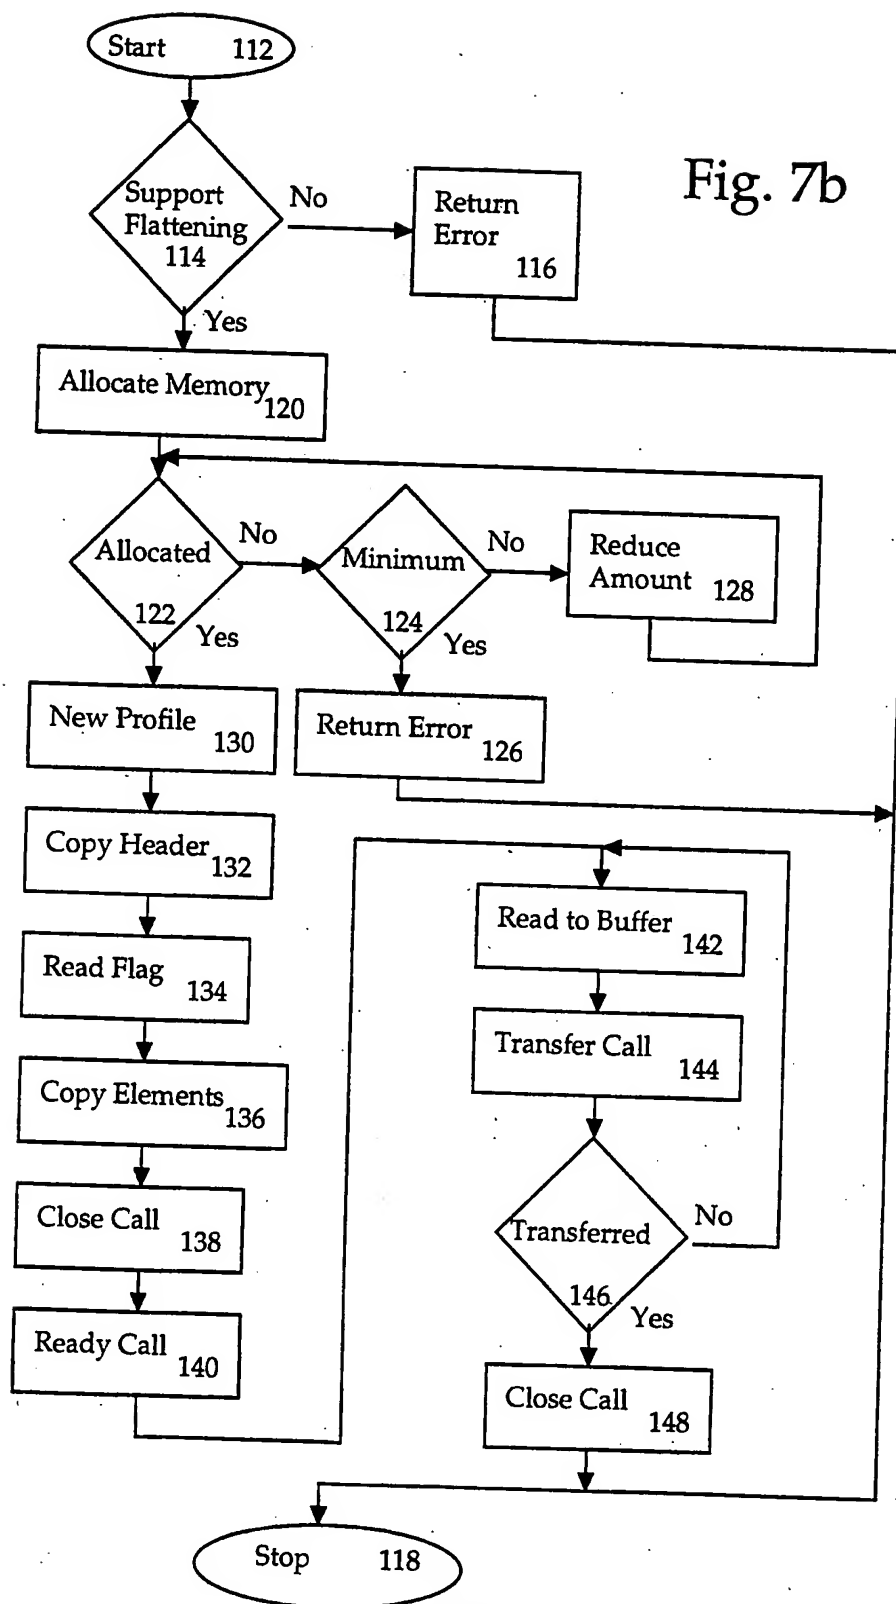 Start 112
Fig. 7b
Support
Flattening
114
No
Return
Error
116
Yes
Allocate Memory
120
Allocated
122
No
Minimum
124
No
Reduce
Amount 128
Yes
Yes
New Profile
130
Return Error
126
Copy Header
132
Read Flag
134
Copy Elements
136
Close Call
138
Ready Call
140
Read to Buffer
142
Transfer Call
144
Transferred
146
No
Yes
Close Call
148
Stop 118